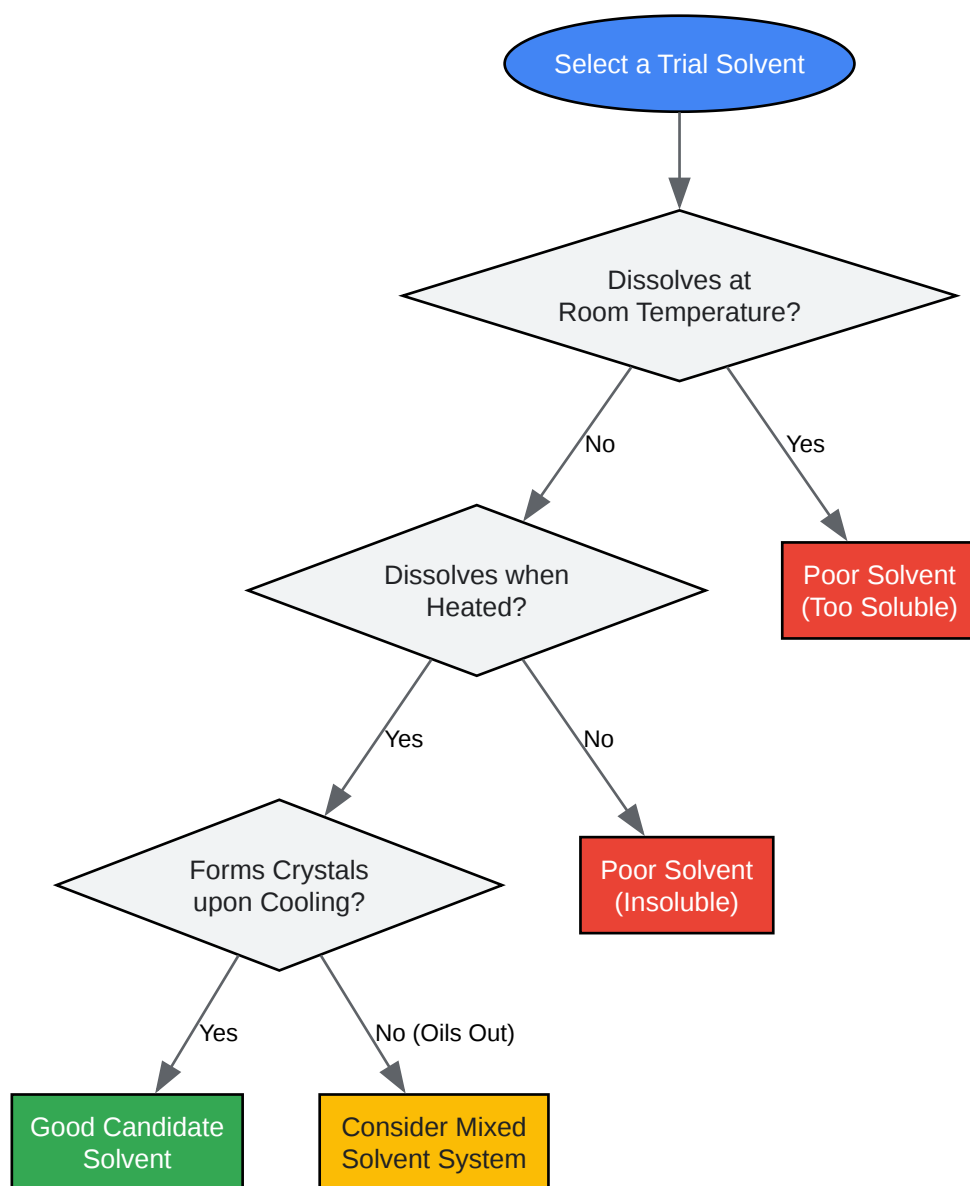 Select a Trial Solvent
Dissolves at
Room Temperature?
No
Yes
Dissolves when
Heated?
Poor Solvent
(Too Soluble)
Yes
No
Forms Crystals
upon Cooling?
Poor Solvent
(Insoluble)
Yes
No (Oils Out)
Good Candidate
Solvent
Consider Mixed
Solvent System